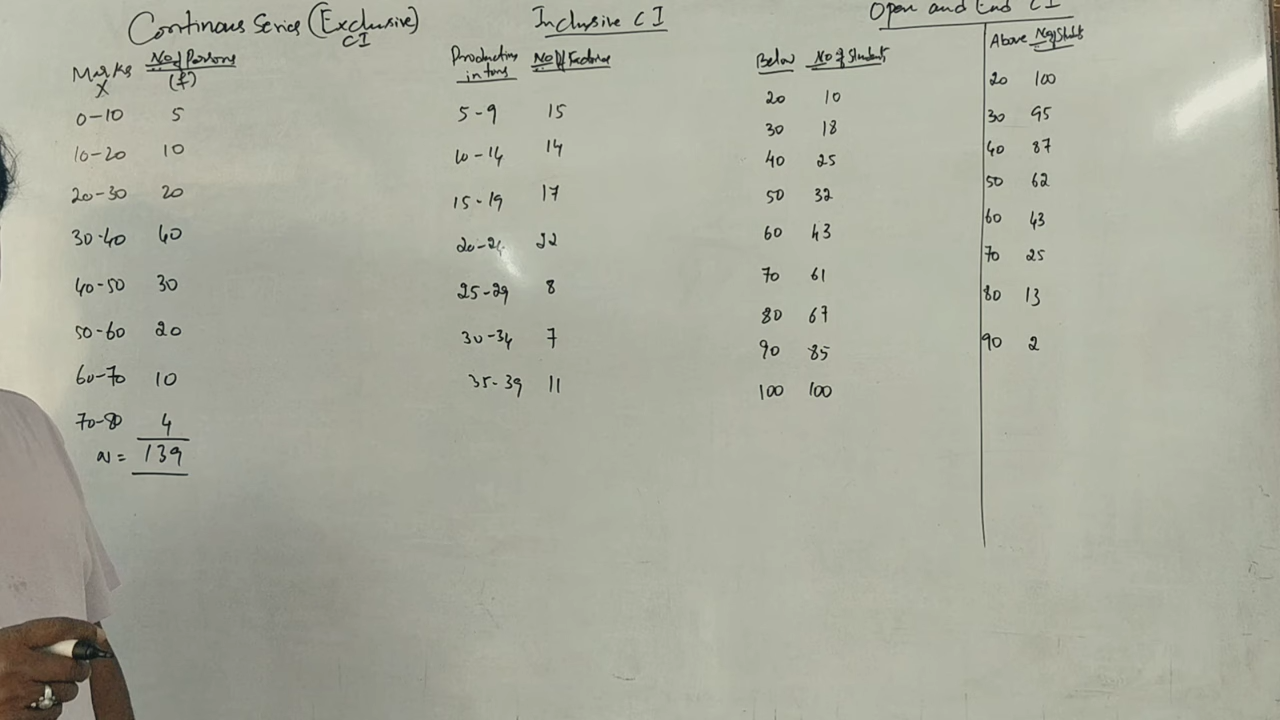 Continous Series (Exclusive)
CI
Marks No of Persons
X (f)
0-10 5
10-20 10
20-30 20
30-40 40
40-50 30
50-60 20
60-70 10
70-80 4
N = 139
Inclusive CI
Production No of Factories
in tons
5-9 15
10-14 14
15-19 17
20-24 22
25-29 8
30-34 7
35-39 11
Open and End CI
Below No of Students
20 10
30 18
40 25
50 32
60 43
70 61
80 67
90 85
100 100
Above No of Students
20 100
30 95
40 87
50 62
60 43
70 25
80 13
90 2